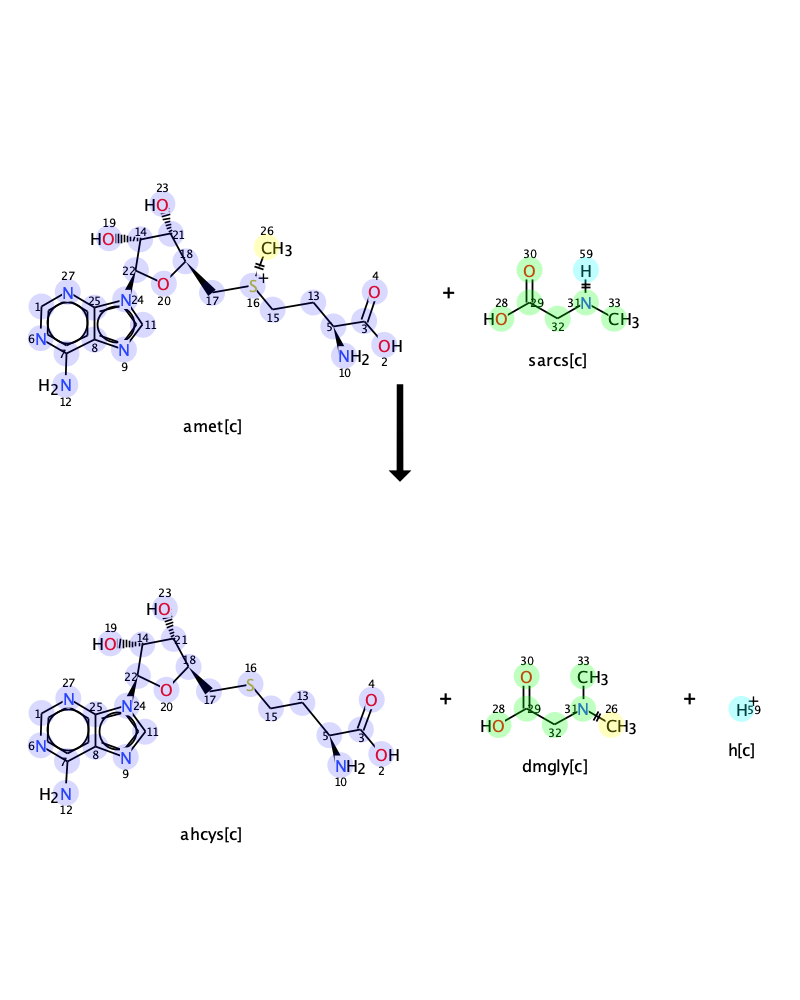 23
HO
19
HO
14
21
18
22
20
O
17
26
CH3
S
+
16
15
13
5
3
4
O
OH
2
NH2
10
27
N
25
N
24
1
6
N
7
8
9
N
11
H2N
12
amet[c]
+
30
O
28
HO
29
32
59
H
31
N
33
CH3
sarcs[c]
23
HO
19
HO
14
21
18
22
20
O
17
16
S
15
13
5
3
4
O
OH
2
NH2
10
27
N
25
N
24
1
6
N
7
8
9
N
11
H2N
12
ahcys[c]
+
30
O
28
HO
29
32
33
CH3
31
N
26
CH3
dmgly[c]
+
H
+
59
h[c]